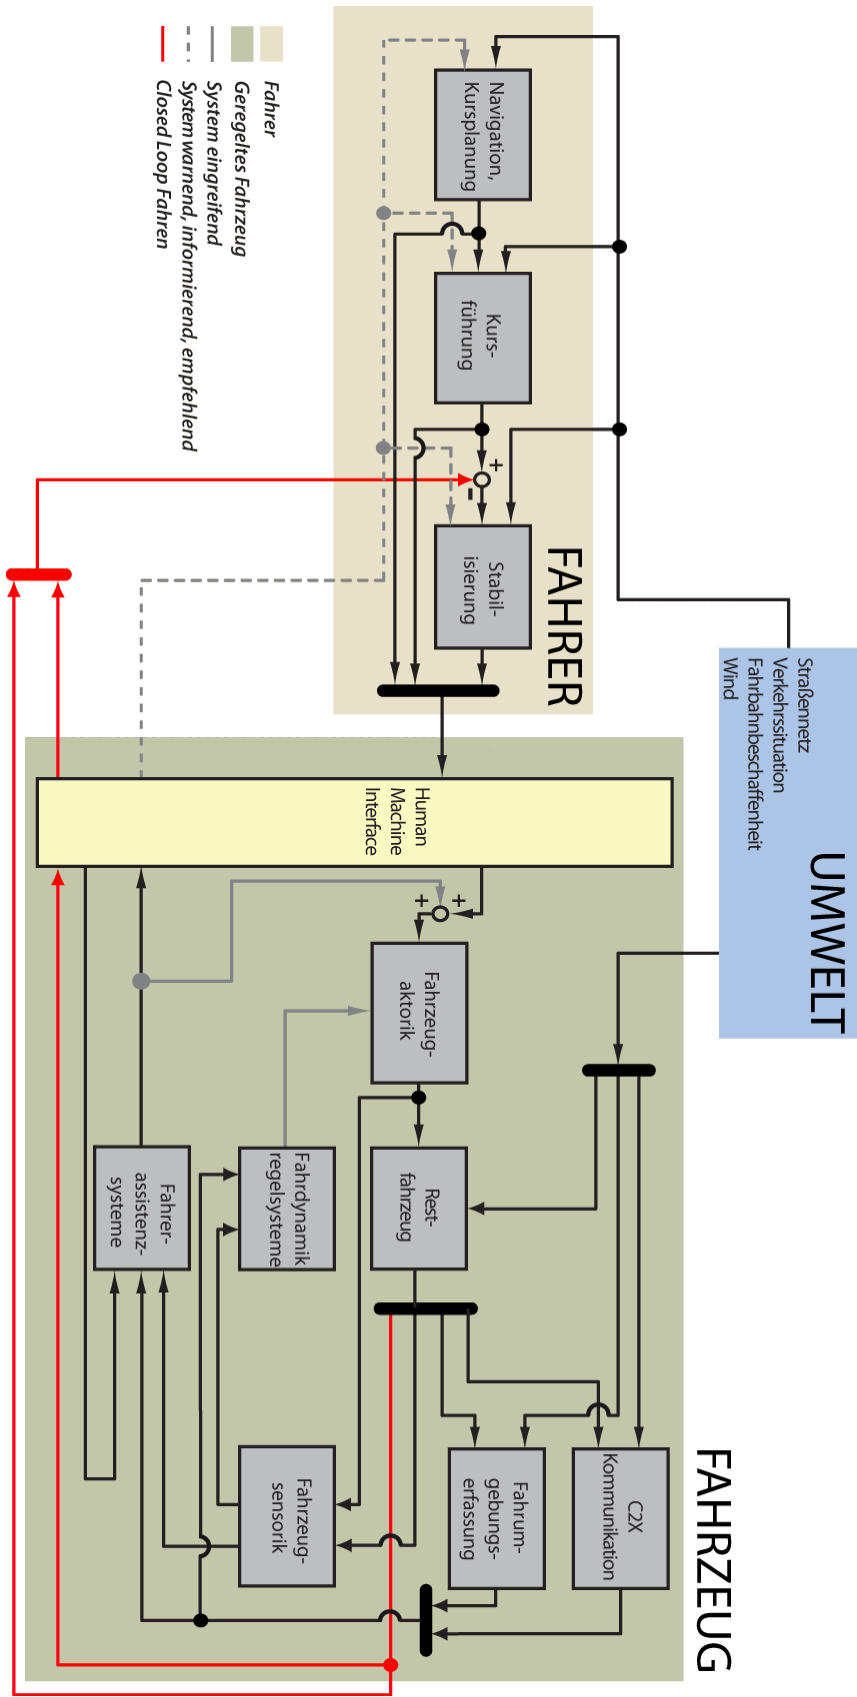 UMWELT
Straßennetz
Verkehrssituation
Fahrbahnbeschaffenheit
Wind
FAHRER
Navigation,
Kursplanung
Kurs-
führung
+
-
Stabil-
isierung
FAHRZEUG
Human
Machine
Interface
+
+
Fahrzeug-
aktorik
Rest-
fahrzeug
C2X
Kommunikation
Fahrum-
gebungs-
erfassung
Fahrdynamik
regelsysteme
Fahrzeug-
sensorik
Fahrer-
assistenz-
systeme
Fahrer
Geregeltes Fahrzeug
System eingreifend
System warnend, informierend, empfehlend
Closed Loop Fahren